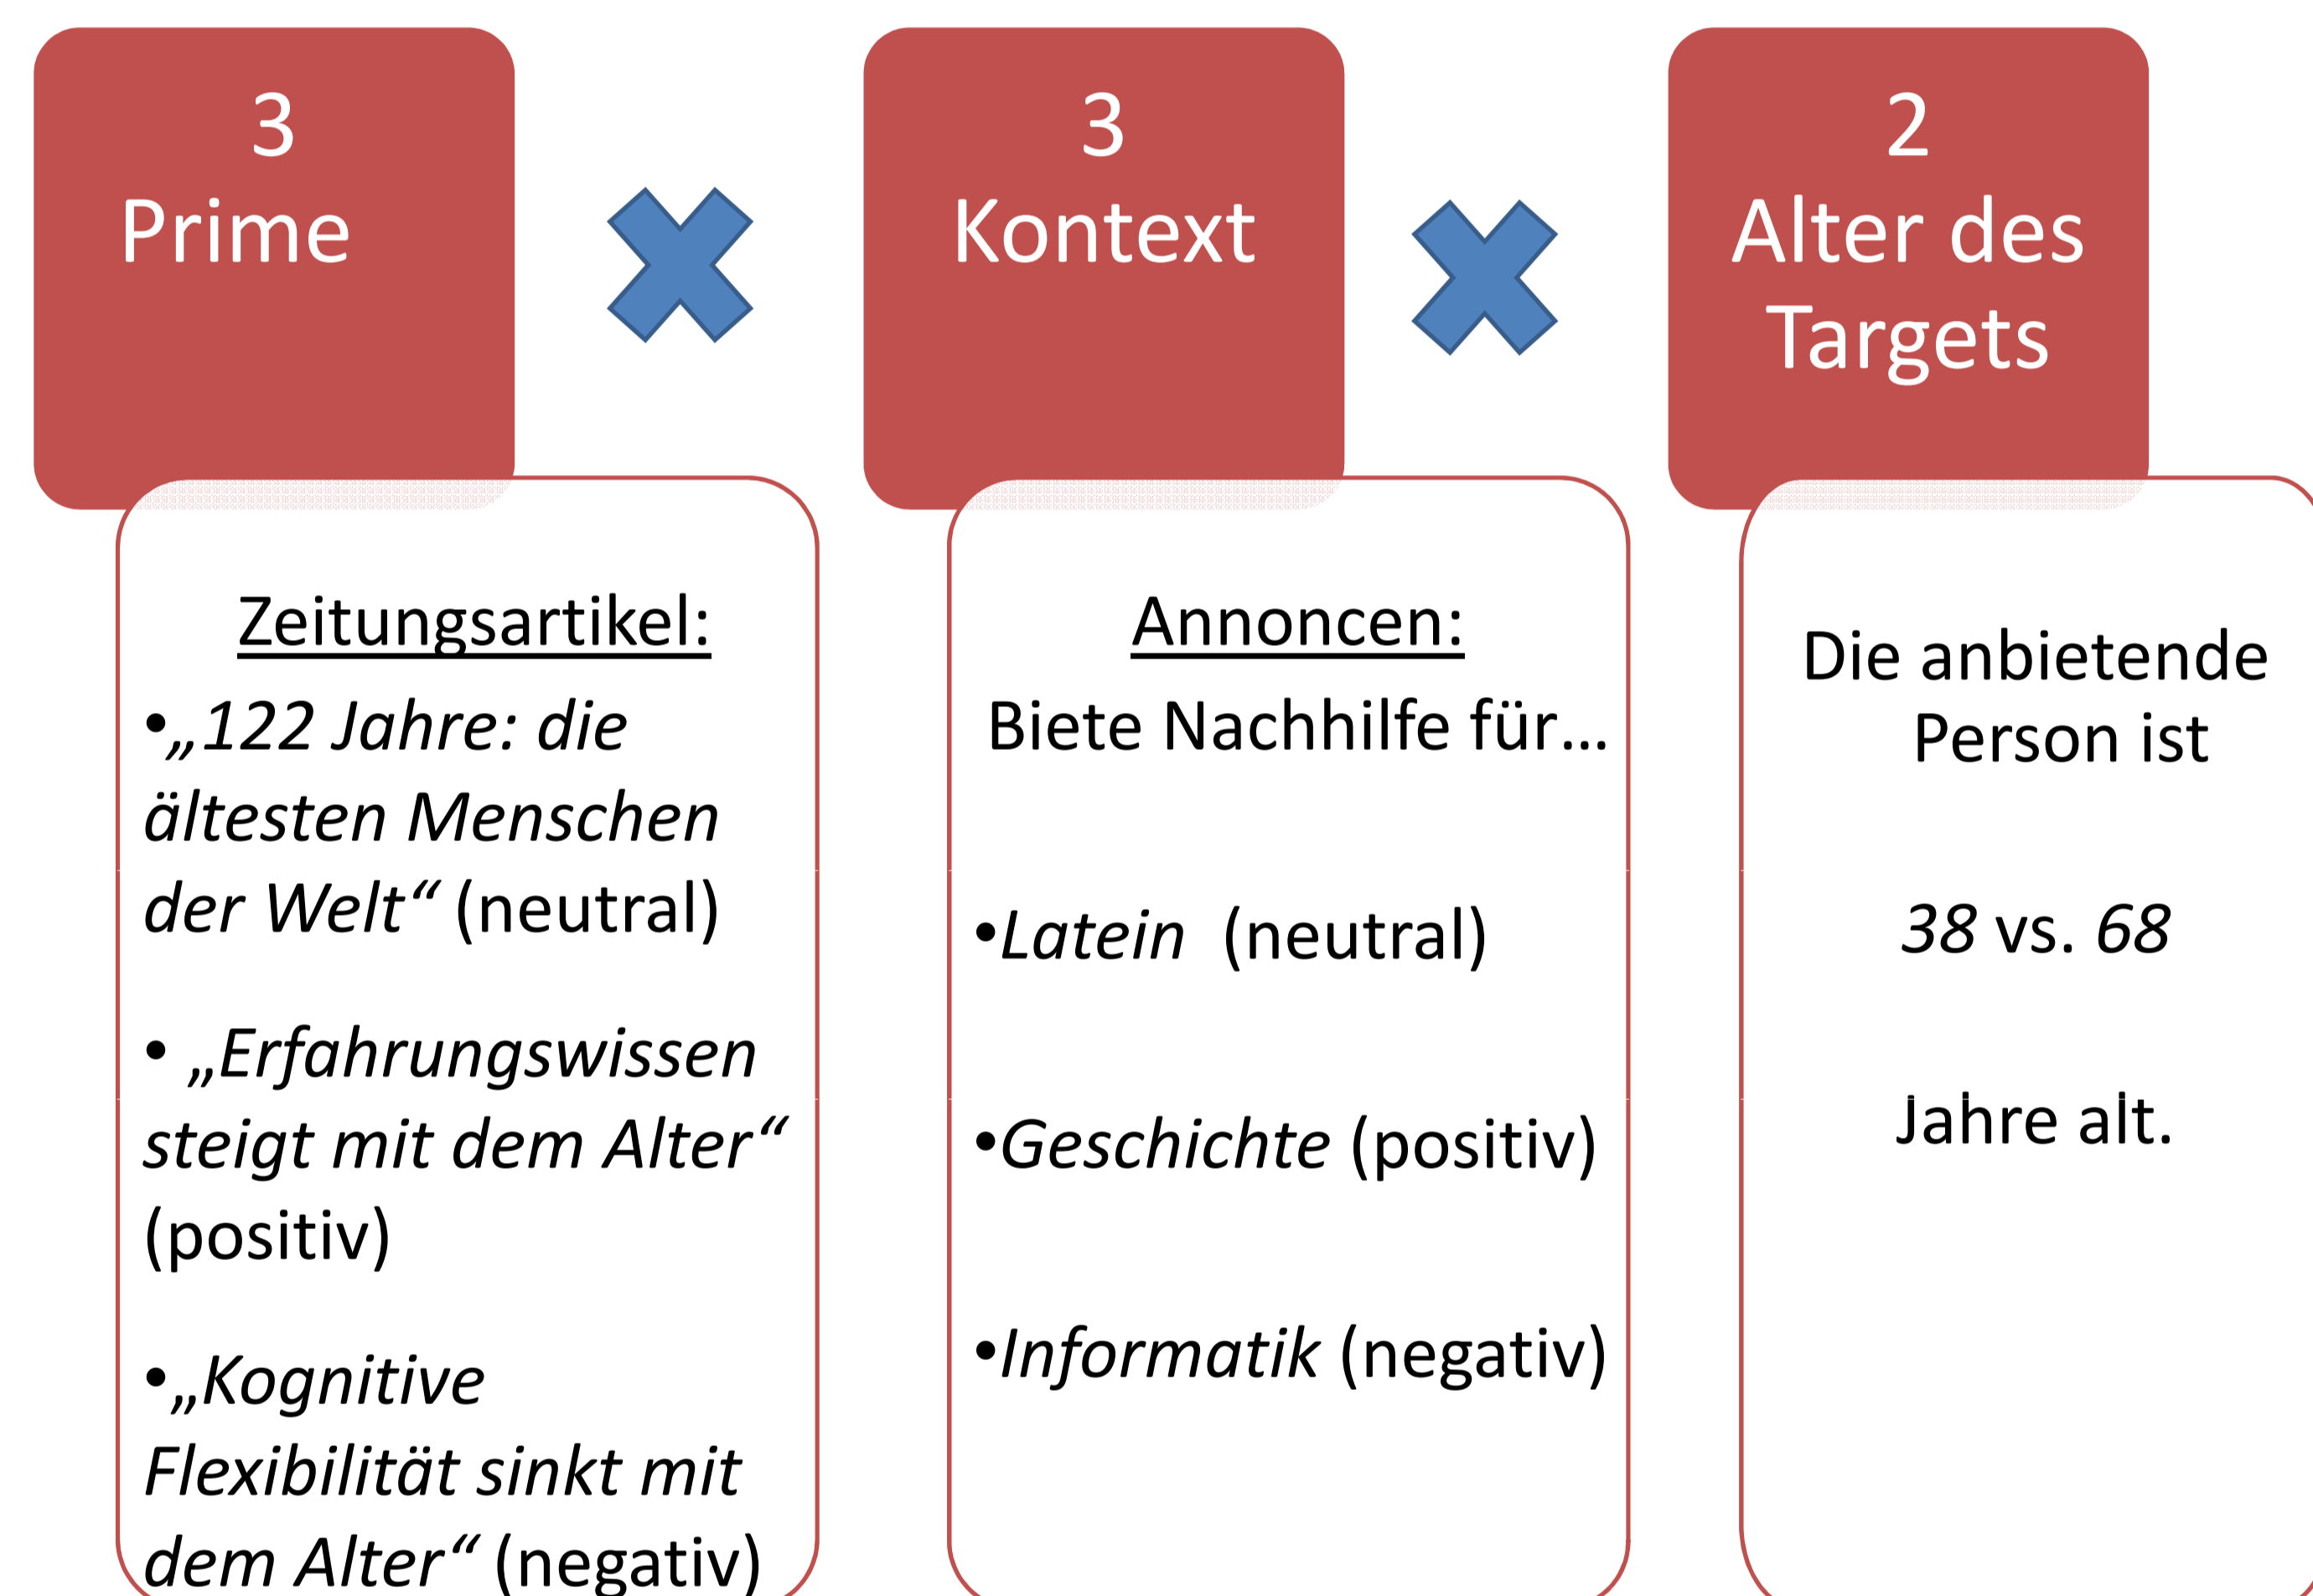 3
Prime
3
Kontext
2
Alter des
Targets
Zeitungsartikel:
•„122 Jahre: die
ältesten Menschen
der Welt“ (neutral)
• „Erfahrungswissen
steigt mit dem Alter“
(positiv)
•„Kognitive
Flexibilität sinkt mit
dem Alter“ (negativ)
Annoncen:
Biete Nachhilfe für...
•Latein (neutral)
•Geschichte (positiv)
•Informatik (negativ)
Die anbietende
Person ist
38 vs. 68
Jahre alt.